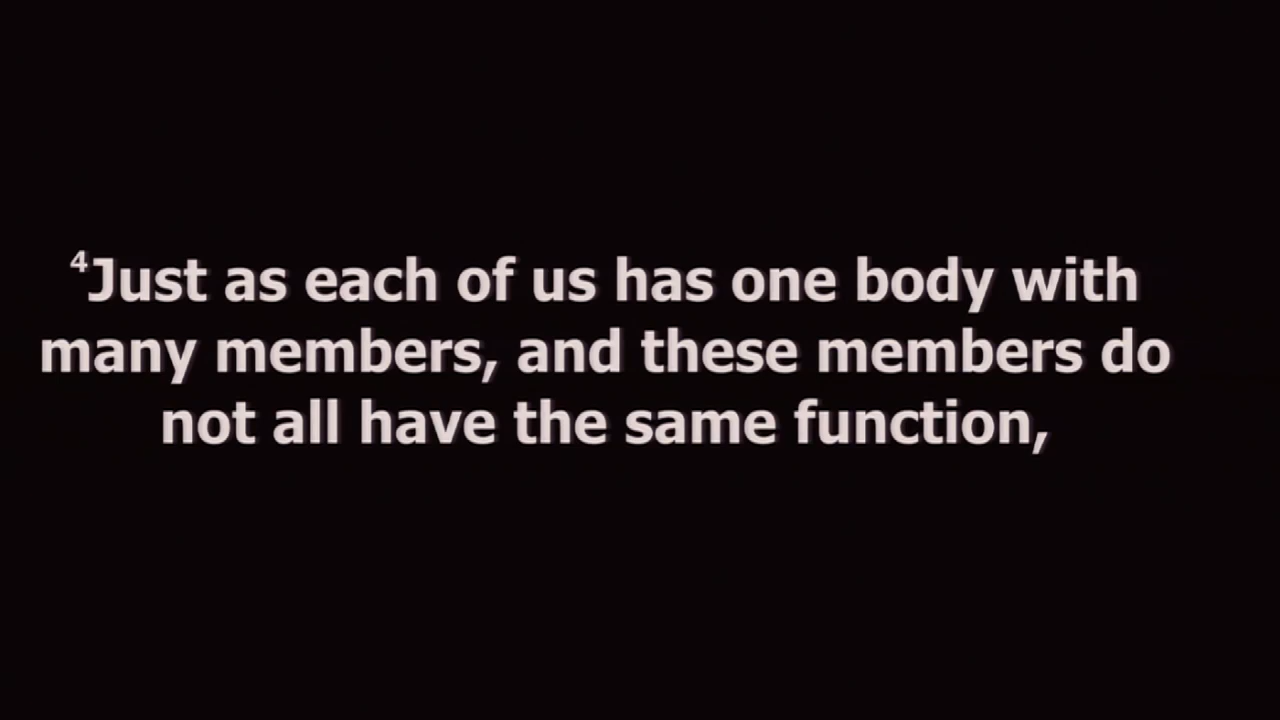 ⁴Just as each of us has one body with
many members, and these members do
not all have the same function,